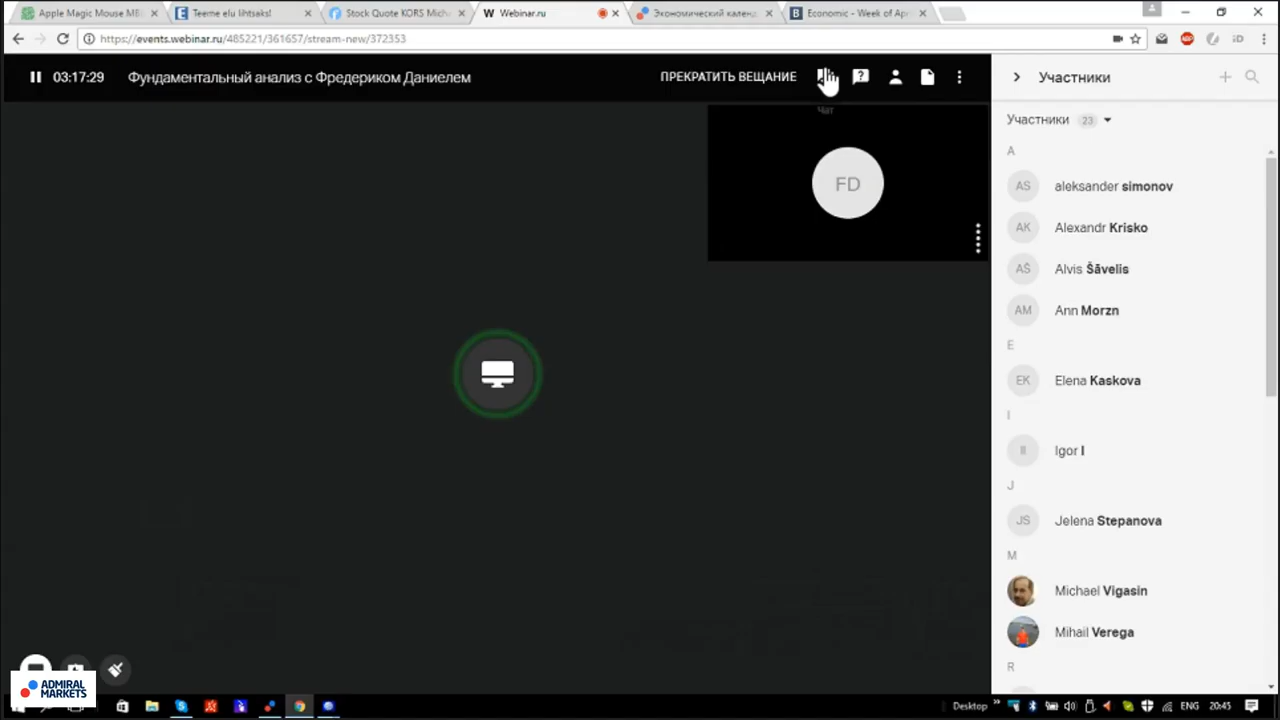 Apple Magic Mouse MB
Teeme elu lihtsaks!
Stock Quote KORS Mich
Webinar.ru
Экономический календ
Economic - Week of Apr
https://events.webinar.ru/485221/361657/stream-new/372353
iD
03:17:29
Фундаментальный анализ с Фредериком Даниелем
ПРЕКРАТИТЬ ВЕЩАНИЕ
Чат
Участники
FD
Участники 23
A
AS aleksander simonov
AK Alexandr Krisko
AŠ Alvis Šāvelis
AM Ann Morzn
E
EK Elena Kaskova
I
II Igor I
J
JS Jelena Stepanova
M
Michael Vigasin
Mihail Verega
R
ADMIRAL
MARKETS
Desktop
ENG
20:45